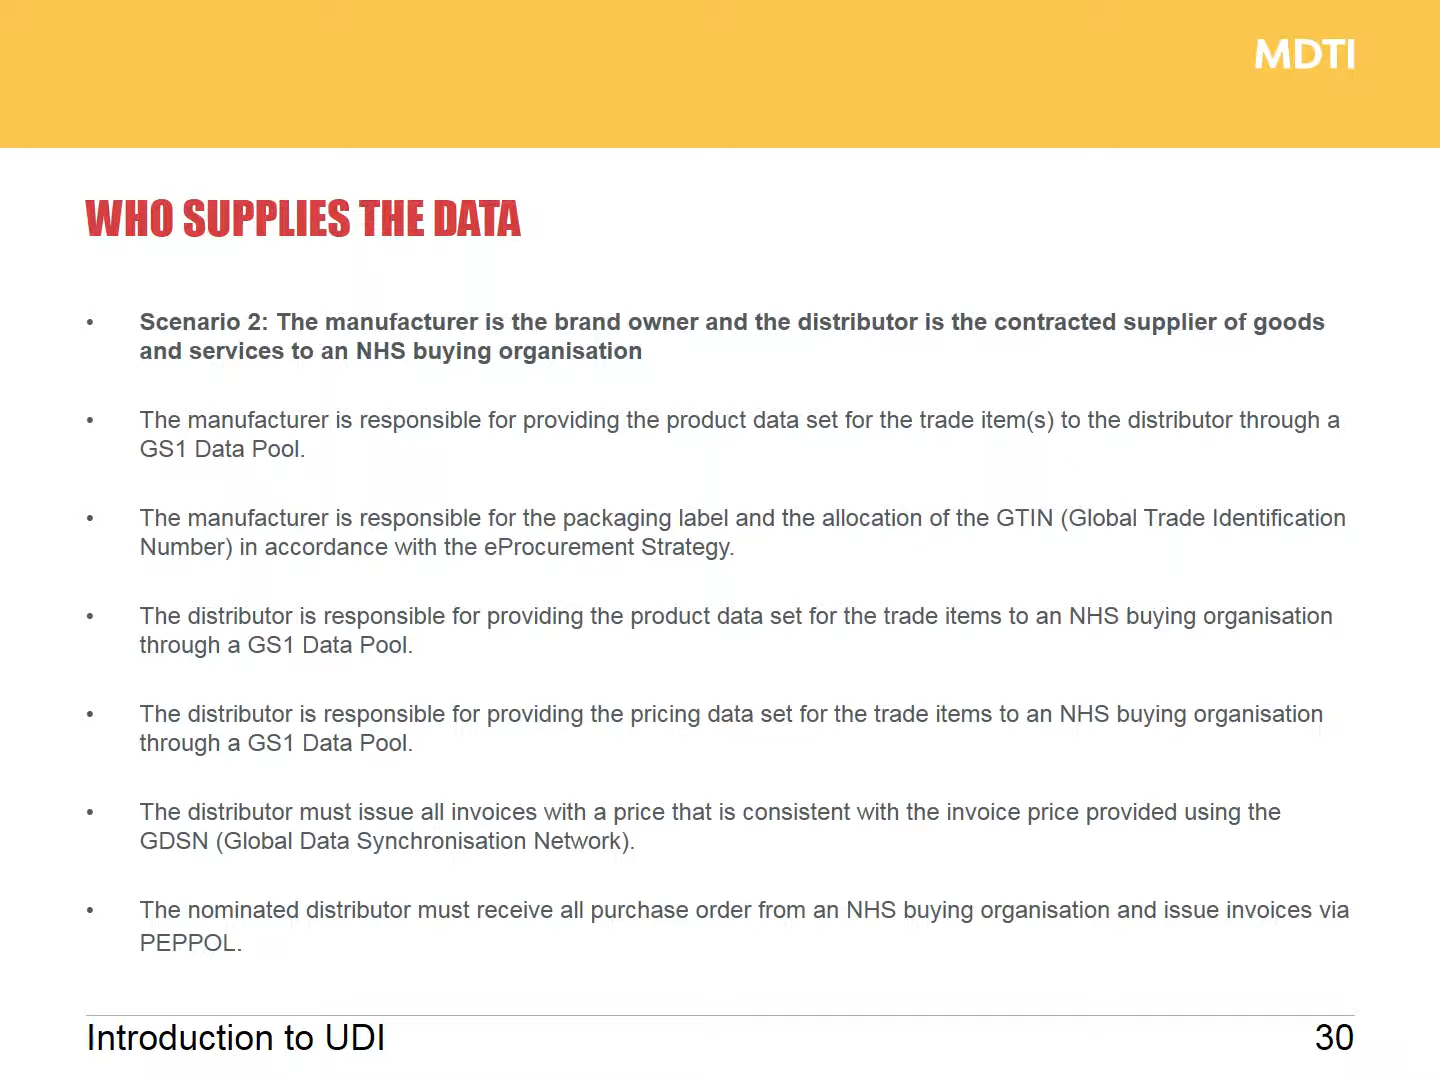 MDTI
WHO SUPPLIES THE DATA
• Scenario 2: The manufacturer is the brand owner and the distributor is the contracted supplier of goods
and services to an NHS buying organisation
• The manufacturer is responsible for providing the product data set for the trade item(s) to the distributor through a
GS1 Data Pool.
• The manufacturer is responsible for the packaging label and the allocation of the GTIN (Global Trade Identification
Number) in accordance with the eProcurement Strategy.
• The distributor is responsible for providing the product data set for the trade items to an NHS buying organisation
through a GS1 Data Pool.
• The distributor is responsible for providing the pricing data set for the trade items to an NHS buying organisation
through a GS1 Data Pool.
• The distributor must issue all invoices with a price that is consistent with the invoice price provided using the
GDSN (Global Data Synchronisation Network).
• The nominated distributor must receive all purchase order from an NHS buying organisation and issue invoices via
PEPPOL.
Introduction to UDI
30